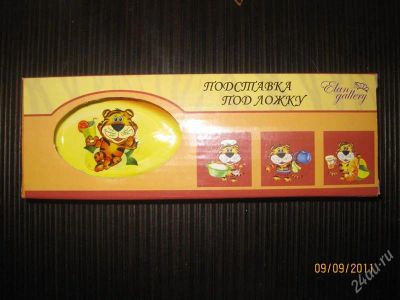 ПОДСТАВКА
ПОД ЛОЖКУ
Elan
gallery
09/09/2011
24au.ru